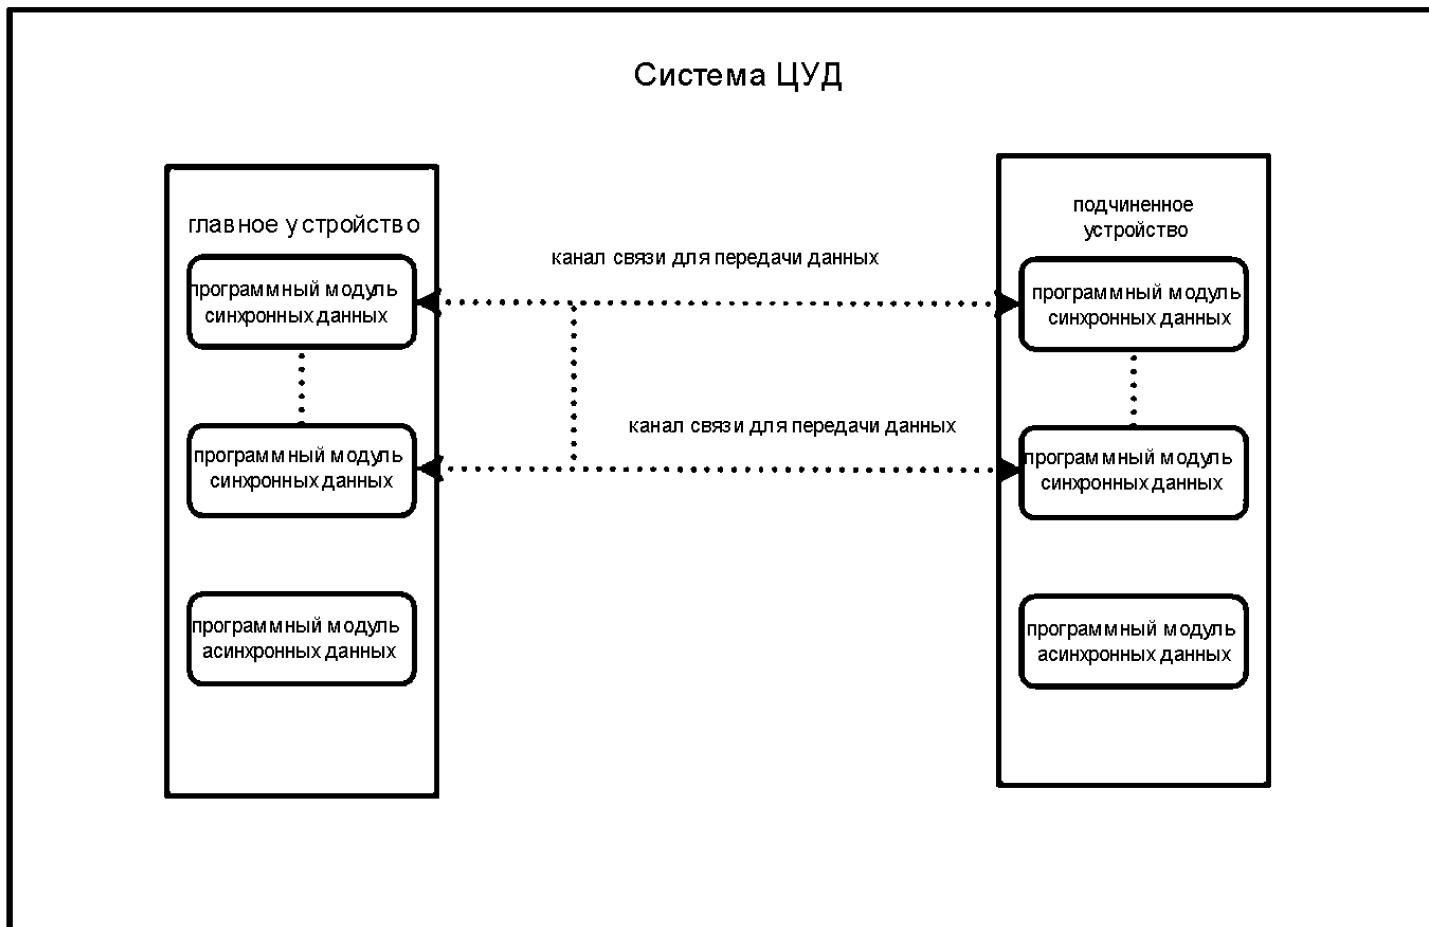 Система ЦУД
главное устройство
программный модуль
синхронных данных
программный модуль
синхронных данных
программный модуль
асинхронных данных
канал связи для передачи данных
канал связи для передачи данных
подчиненное
устройство
программный модуль
синхронных данных
программный модуль
синхронных данных
программный модуль
асинхронных данных